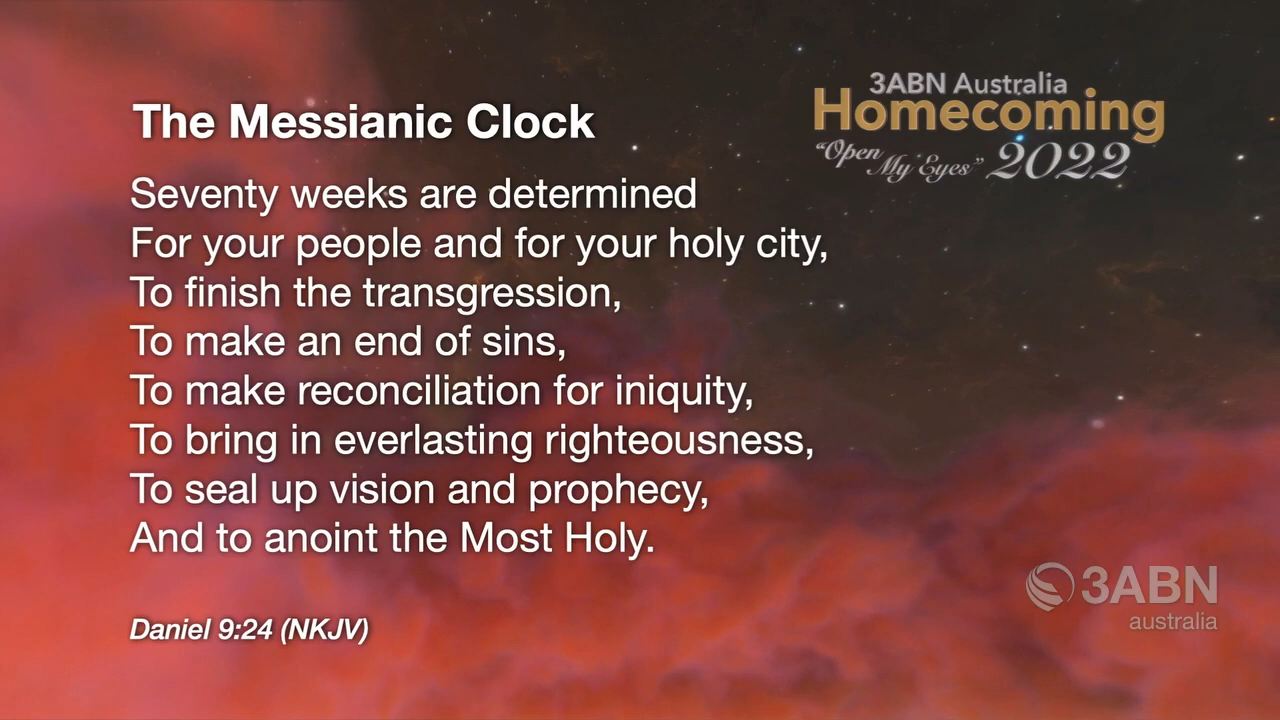 The Messianic Clock
3ABN Australia
Homecoming
“Open My Eyes” 2022
Seventy weeks are determined
For your people and for your holy city,
To finish the transgression,
To make an end of sins,
To make reconciliation for iniquity,
To bring in everlasting righteousness,
To seal up vision and prophecy,
And to anoint the Most Holy.
Daniel 9:24 (NKJV)
3ABN
australia